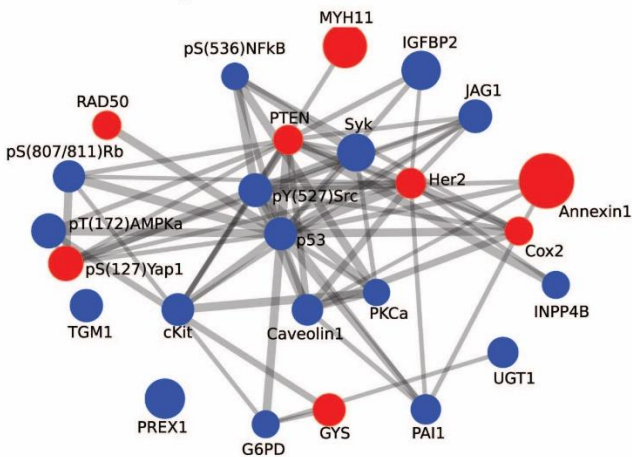 MYH11
pS(536)NFkB
IGFBP2
RAD50
JAG1
PTEN
Syk
pS(807/811)Rb
Her2
pY(527)Src
Annexin1
pT(172)AMPKa
p53
Cox2
pS(127)Yap1
INPP4B
PKCa
TGM1
cKit
Caveolin1
UGT1
PREX1
G6PD
GYS
PAI1